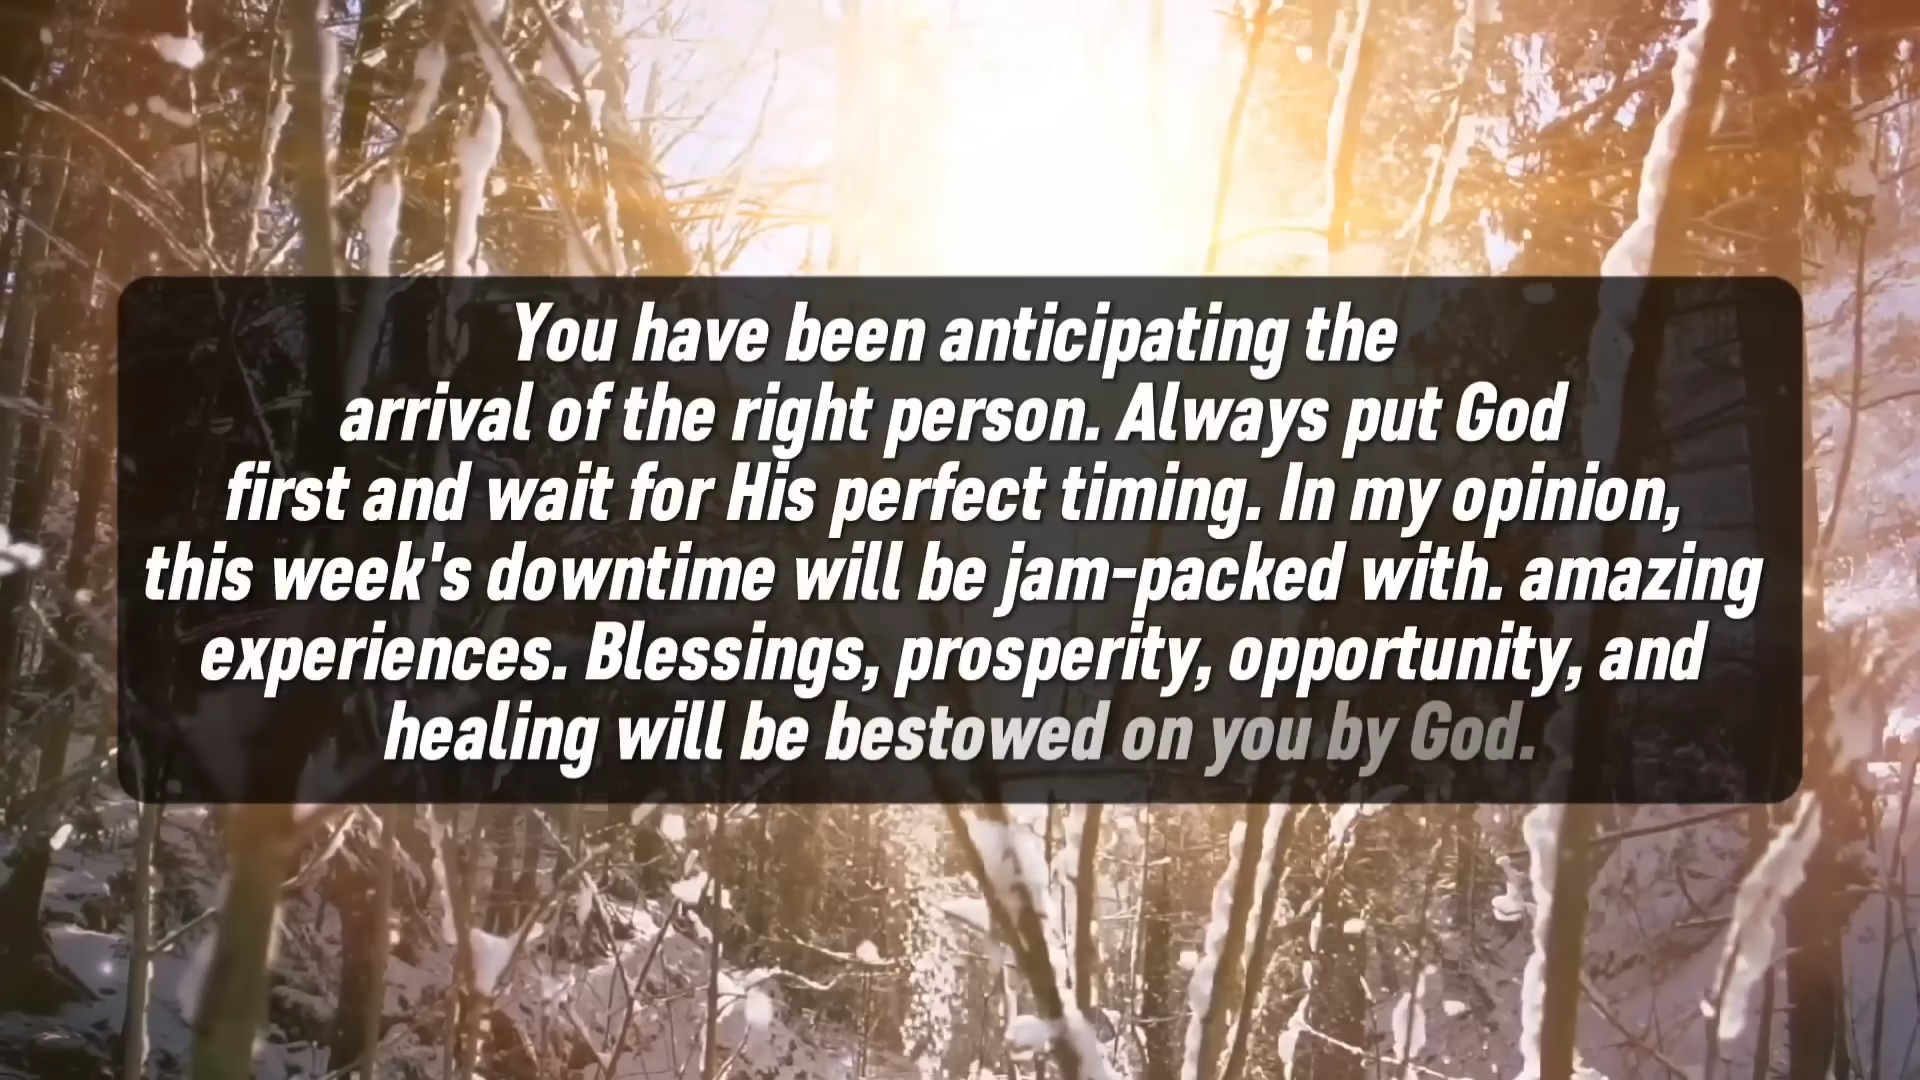 You have been anticipating the
arrival of the right person. Always put God
first and wait for His perfect timing. In my opinion,
this week's downtime will be jam-packed with. amazing
experiences. Blessings, prosperity, opportunity, and
healing will be bestowed on you by God.